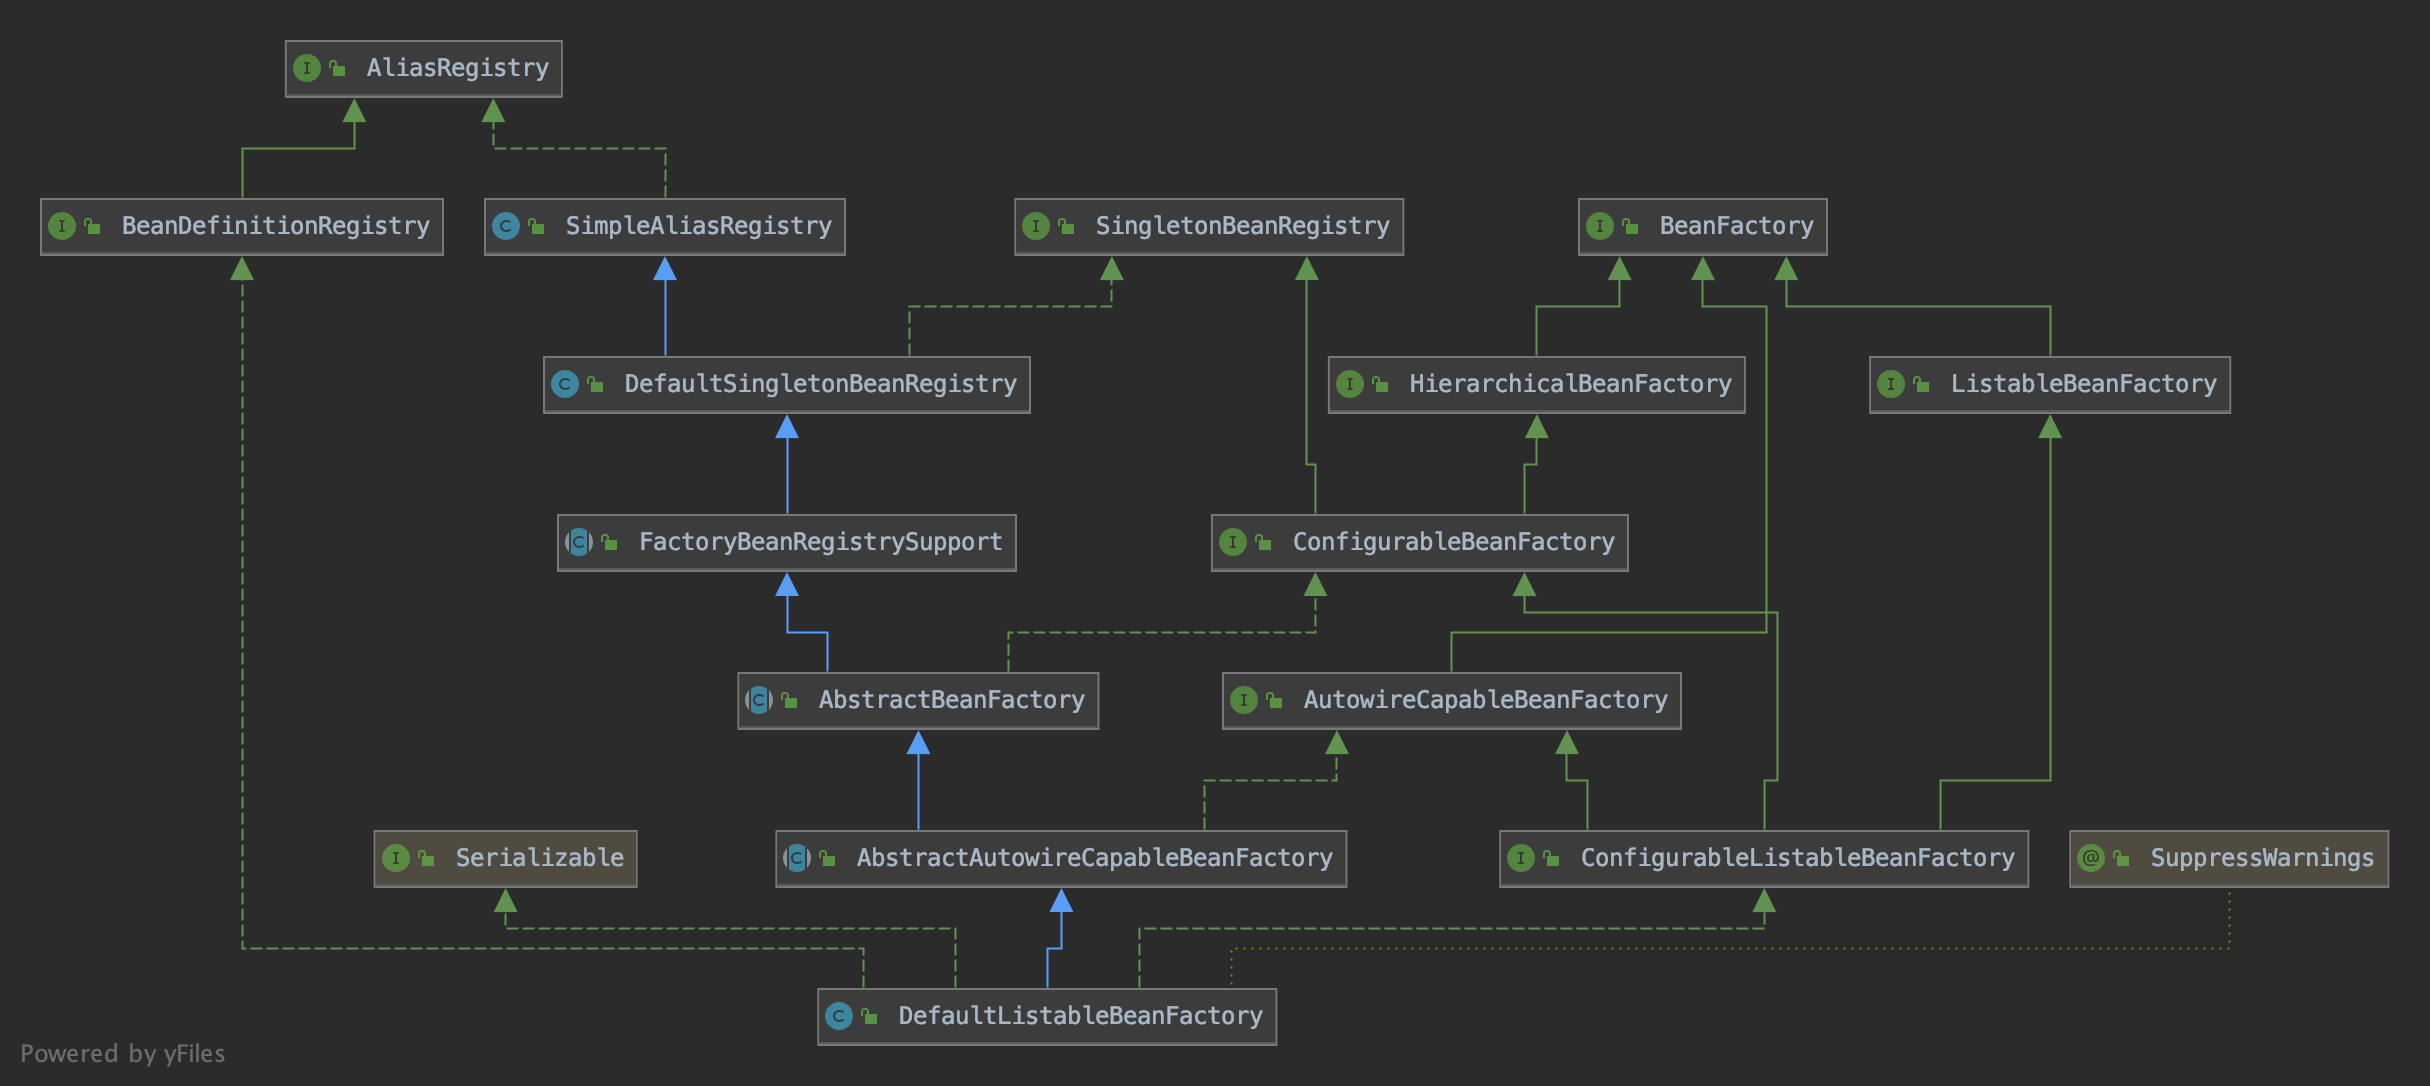 AliasRegistry
BeanDefinitionRegistry
SimpleAliasRegistry
SingletonBeanRegistry
BeanFactory
DefaultSingletonBeanRegistry
HierarchicalBeanFactory
ListableBeanFactory
FactoryBeanRegistrySupport
ConfigurableBeanFactory
AbstractBeanFactory
AutowireCapableBeanFactory
Serializable
AbstractAutowireCapableBeanFactory
ConfigurableListableBeanFactory
SuppressWarnings
DefaultListableBeanFactory
Powered by yFiles